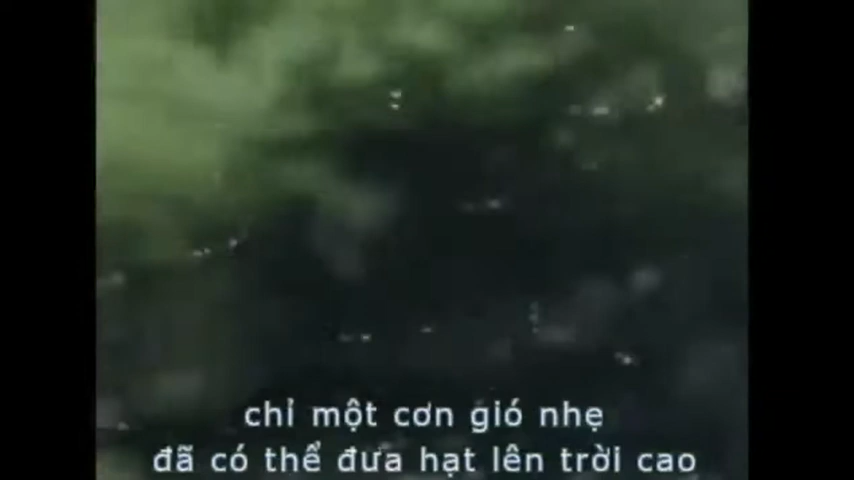 chỉ một cơn gió nhẹ
đã có thể đưa hạt lên trời cao